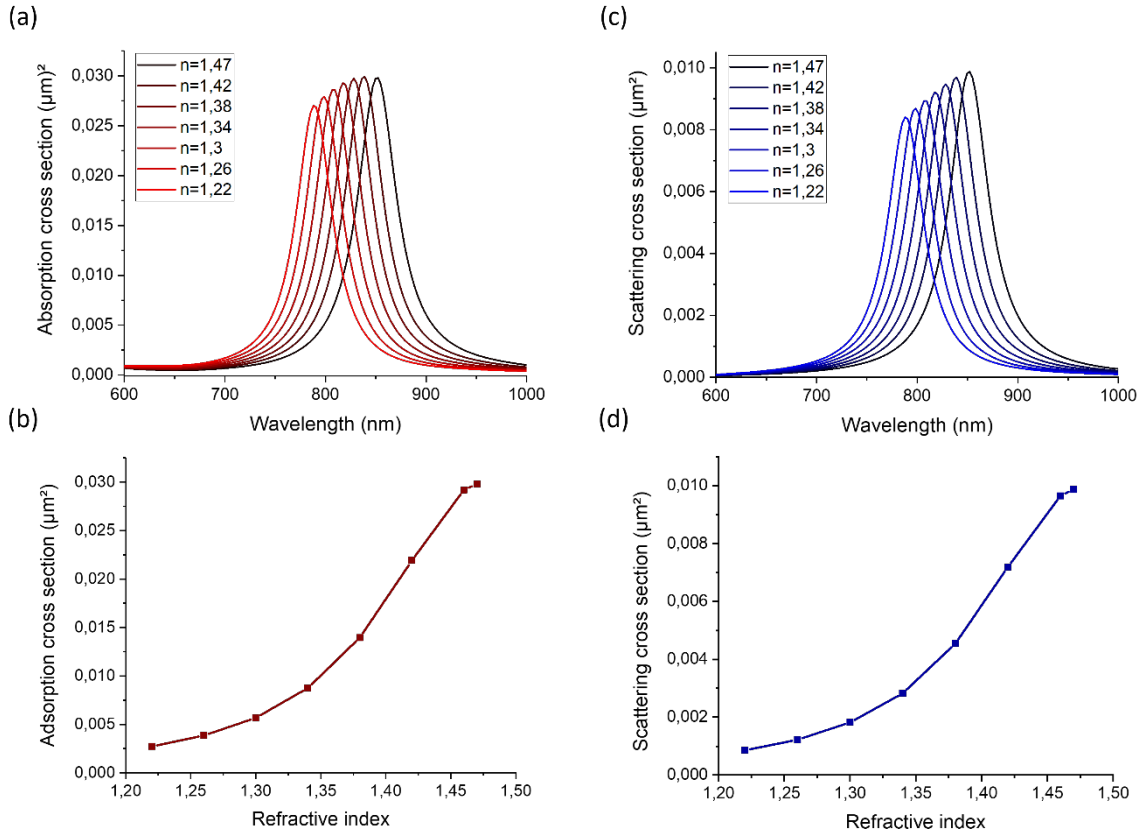 (a)
Absorption cross section (µm)²
0,030
0,025
0,020
0,015
0,010
0,005
0,000
n=1,47
n=1,42
n=1,38
n=1,34
n=1,3
n=1,26
n=1,22
600
700
800
900
1000
Wavelength (nm)
(c)
Scattering cross section (µm²)
0,010
0,008
0,006
0,004
0,002
0,000
n=1,47
n=1,42
n=1,38
n=1,34
n=1,3
n=1,26
n=1,22
600
700
800
900
1000
Wavelength (nm)
(b)
Adsorption cross section (µm²)
0,030
0,025
0,020
0,015
0,010
0,005
0,000
1,20
1,25
1,30
1,35
1,40
1,45
1,50
Refractive index
(d)
Scattering cross section (µm²)
0,010
0,008
0,006
0,004
0,002
0,000
1,20
1,25
1,30
1,35
1,40
1,45
1,50
Refractive index